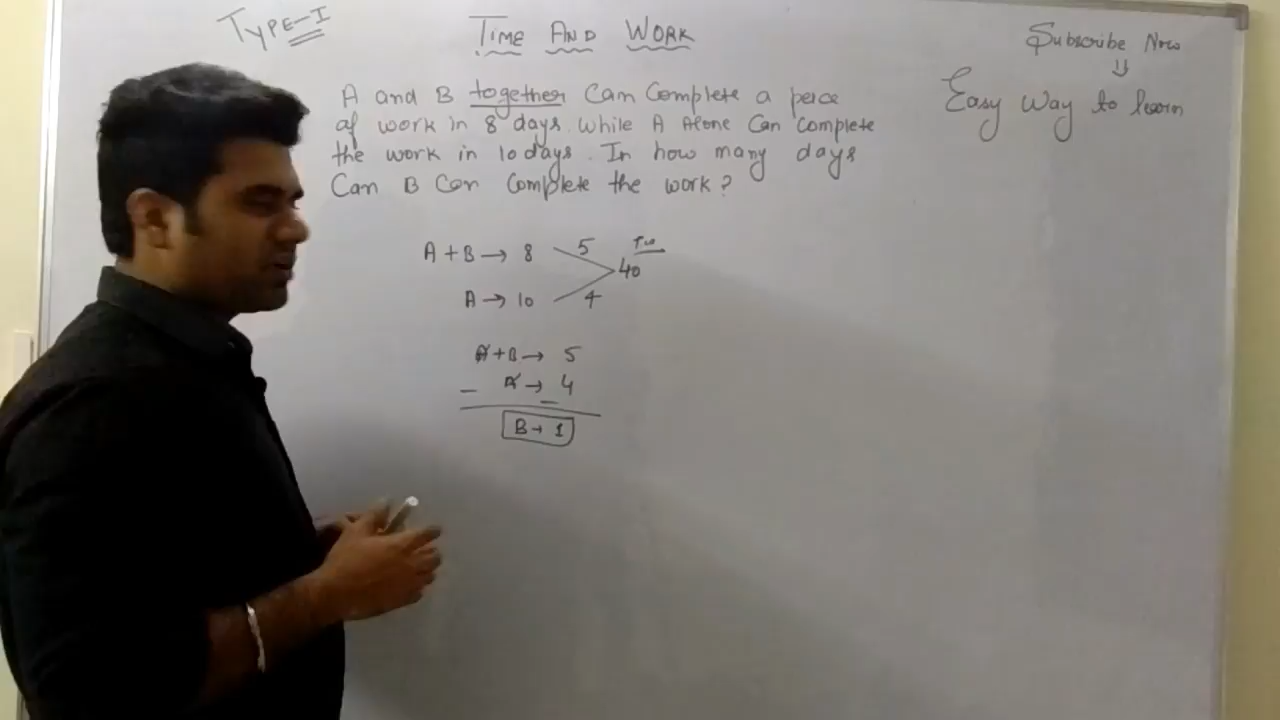 TYPE-I
TIME AND WORK
Subscribe Now
⇓
Easy Way to learn
A and B together Can Complete a peice
of work in 8 days. While A Alone Can Complete
the work in 10 days. In how many days
Can B Can Complete the work?
A + B → 8 5 40
A → 10 4
A + B → 5
- A → 4
B → 1